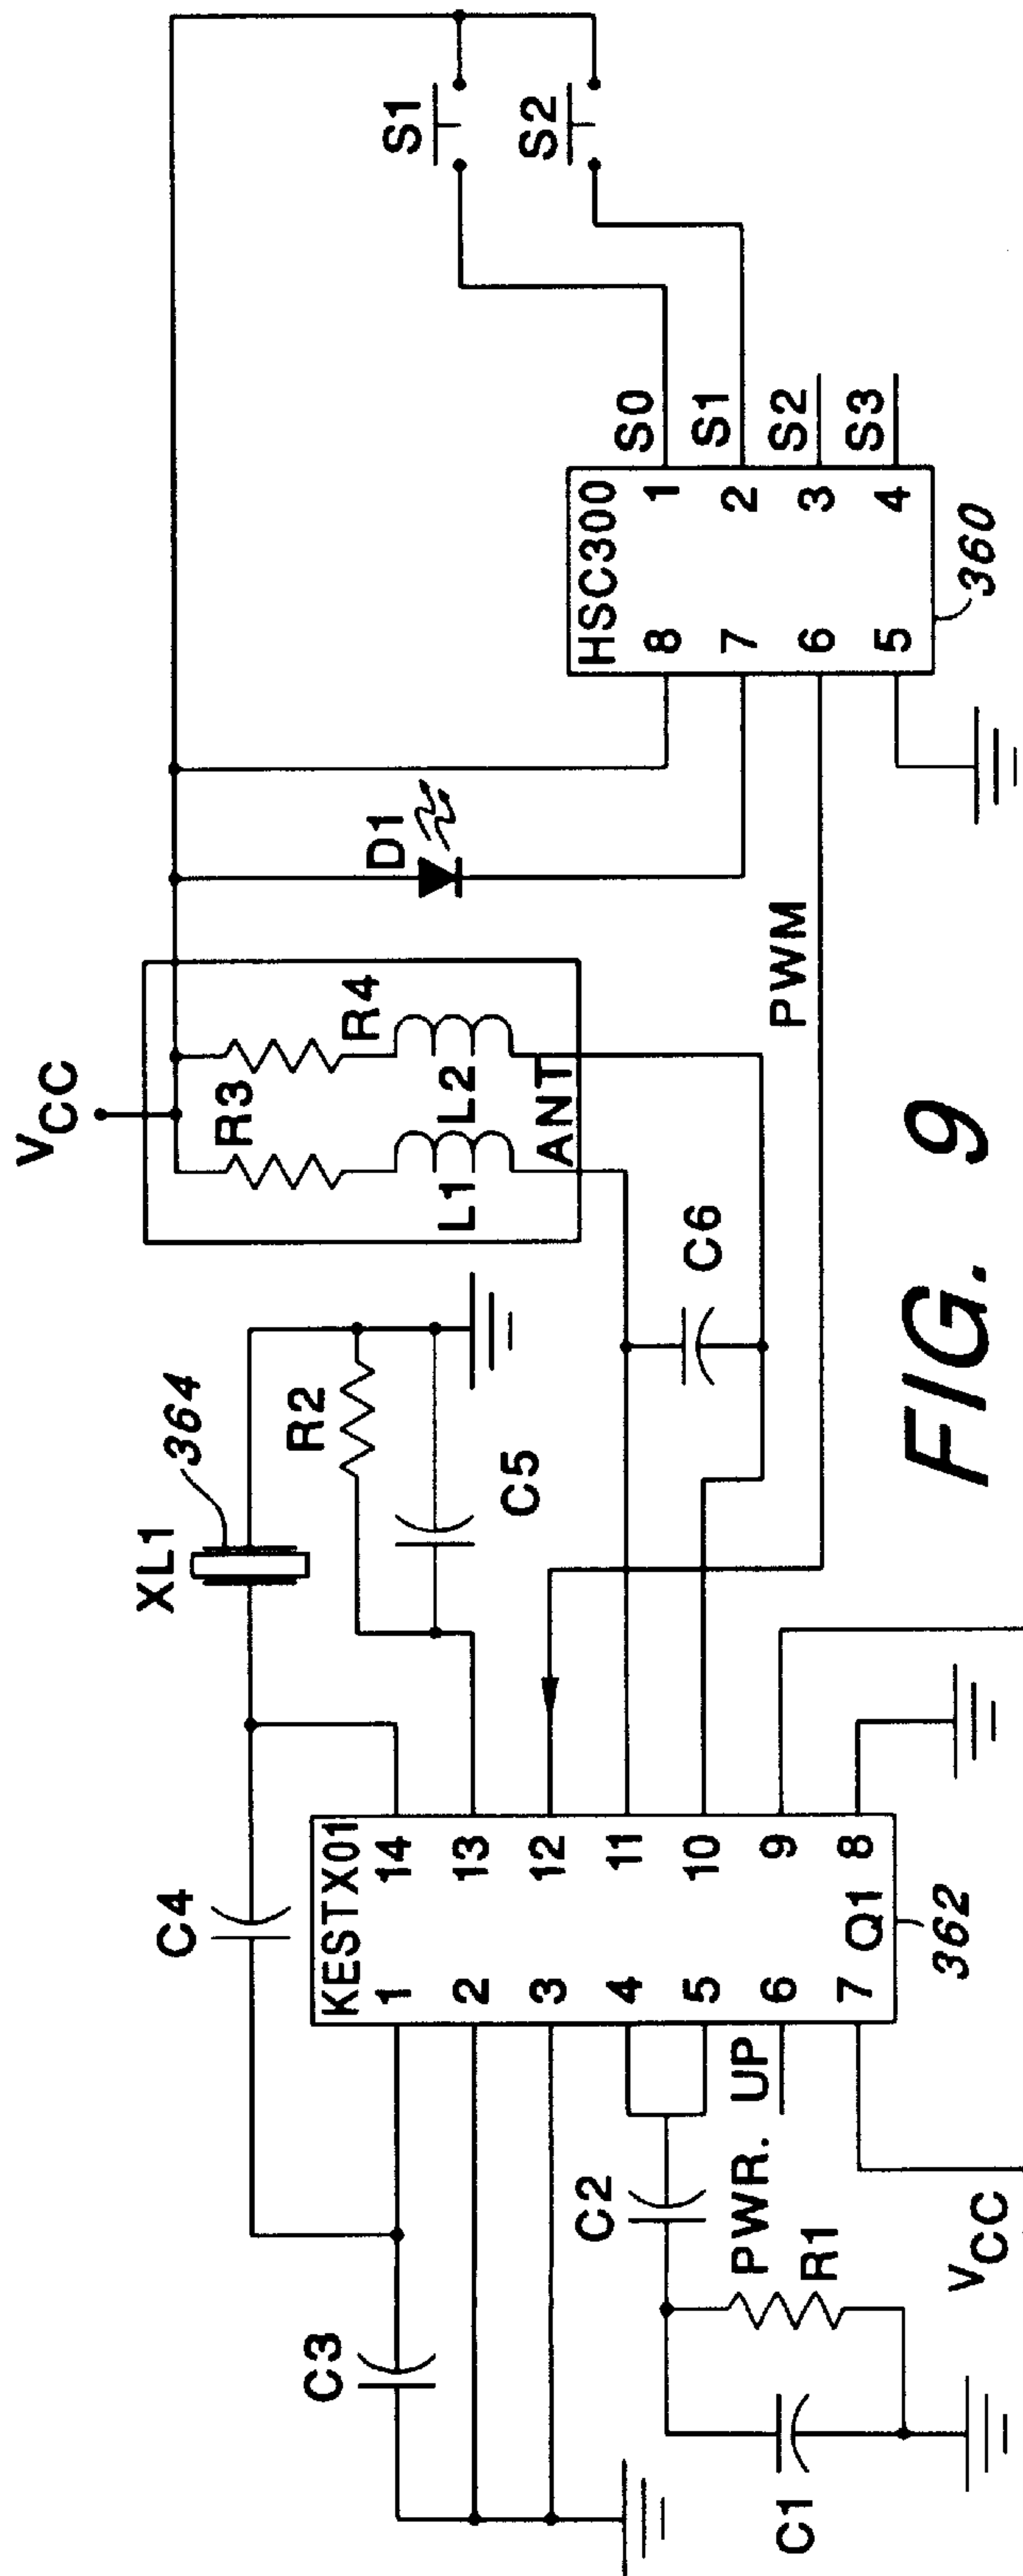 VCC
XL1
364
R2
C5
C4
C3
R3
R4
L1
L2
ANT
D1
S1
S2
C6
PWM
KESTX01
1 14
2 13
3 12
4 11
5 10
6 9
7 8
Q1
362
C2
PWR. UP
R1
C1
VCC
HSC300
8 1
7 2
6 3
5 4
S0
S1
S2
S3
360
FIG. 9